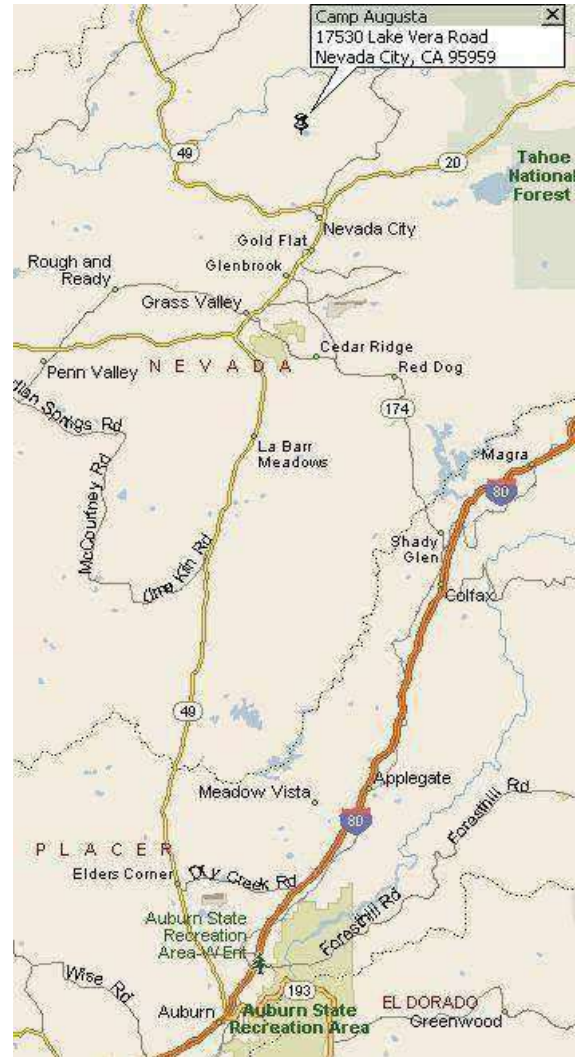 Camp Augusta
17530 Lake Vera Road
Nevada City, CA 95959
49
20
Tahoe
National
Forest
Nevada City
Gold Flat
Glenbrook
Rough and
Ready
Grass Valley
Cedar Ridge
Penn Valley
NEVADA
Red Dog
174
dian Springs Rd
La Barr
Meadows
Magra
80
McCourtney Rd
Lime Kiln Rd
Shady
Glen
Colfax
49
Applegate
Meadow Vista
80
Foresthill Rd
PLACER
Elders Corner
Dry Creek Rd
Auburn State
Recreation
Area-W Ent
Foresthill Rd
Wise Rd
193
Auburn
Auburn State
Recreation Area
EL DORADO
Greenwood